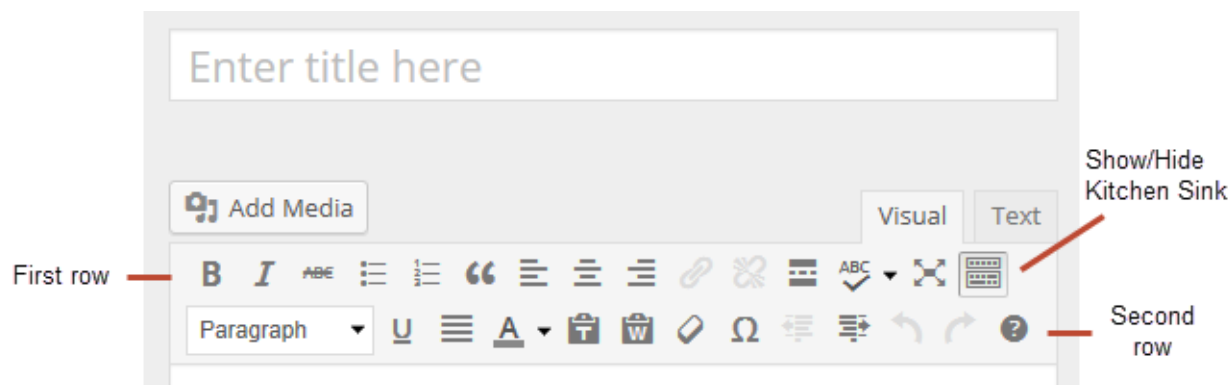 Enter title here
Show/Hide
Kitchen Sink
Add Media
Visual
Text
First row
B I ABC ABC
Paragraph U A T W Ω ?
Second
row